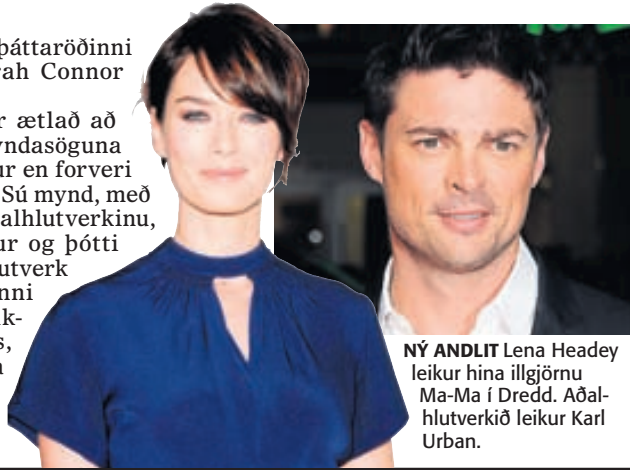 þáttaröðinni
rah Connor
r ætlað að
yndasöguna
ur en forveri
Sú mynd, með
alhlutverkinu,
ur og þótti
utverk
nni
k-
s,
a
NÝ ANDLIT Lena Headey
leikur hina illgjörnu
Ma-Ma í Dredd. Aðal-
hlutverkið leikur Karl
Urban.